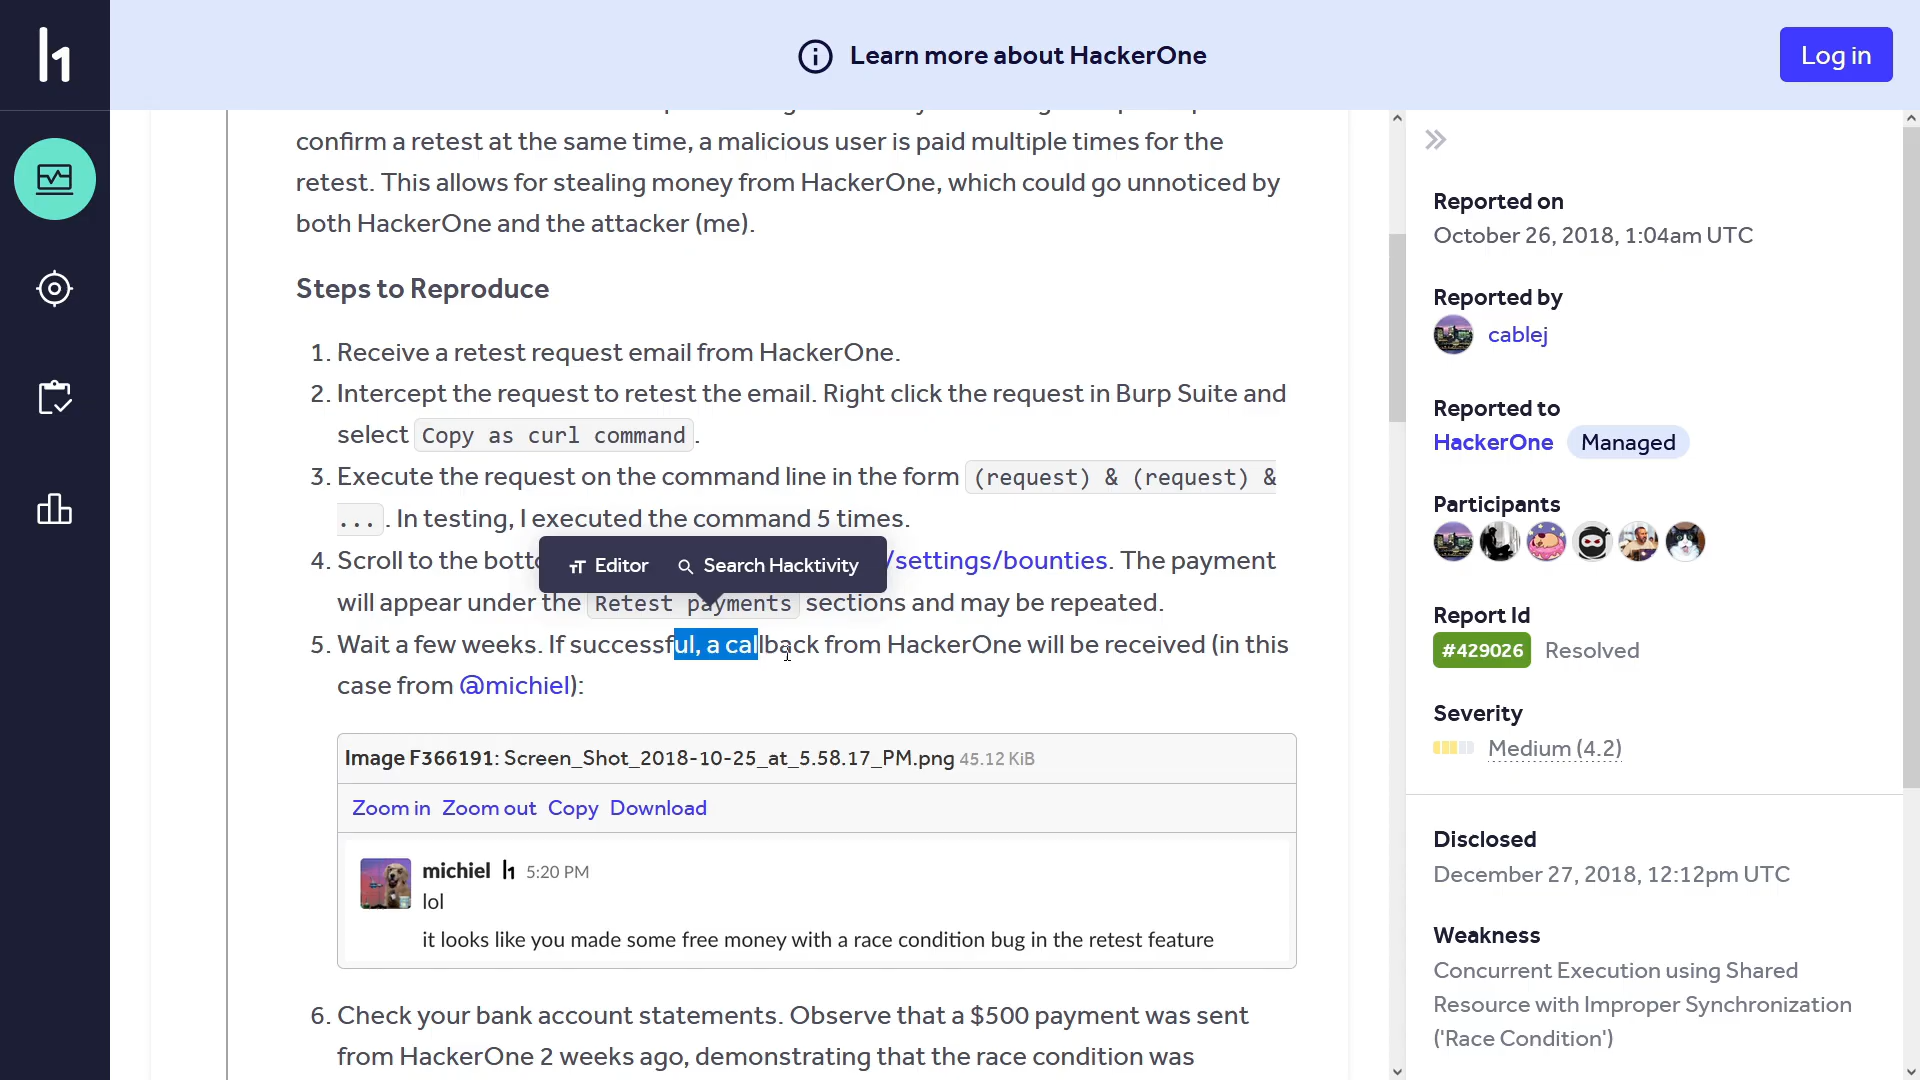 Learn more about HackerOne
Log in
confirm a retest at the same time, a malicious user is paid multiple times for the
retest. This allows for stealing money from HackerOne, which could go unnoticed by
both HackerOne and the attacker (me).
Steps to Reproduce
1. Receive a retest request email from HackerOne.
2. Intercept the request to retest the email. Right click the request in Burp Suite and
select Copy as curl command.
3. Execute the request on the command line in the form (request) & (request) &
.... In testing, I executed the command 5 times.
4. Scroll to the botto /settings/bounties. The payment
Editor Search Hacktivity
will appear under the Retest payments sections and may be repeated.
5. Wait a few weeks. If successful, a callback from HackerOne will be received (in this
case from @michiel):
Image F366191: Screen_Shot_2018-10-25_at_5.58.17_PM.png 45.12 KiB
Zoom in Zoom out Copy Download
michiel h1 5:20 PM
lol
it looks like you made some free money with a race condition bug in the retest feature
6. Check your bank account statements. Observe that a $500 payment was sent
from HackerOne 2 weeks ago, demonstrating that the race condition was
Reported on
October 26, 2018, 1:04am UTC
Reported by
cablej
Reported to
HackerOne Managed
Participants
Report Id
#429026 Resolved
Severity
Medium (4.2)
Disclosed
December 27, 2018, 12:12pm UTC
Weakness
Concurrent Execution using Shared
Resource with Improper Synchronization
('Race Condition')